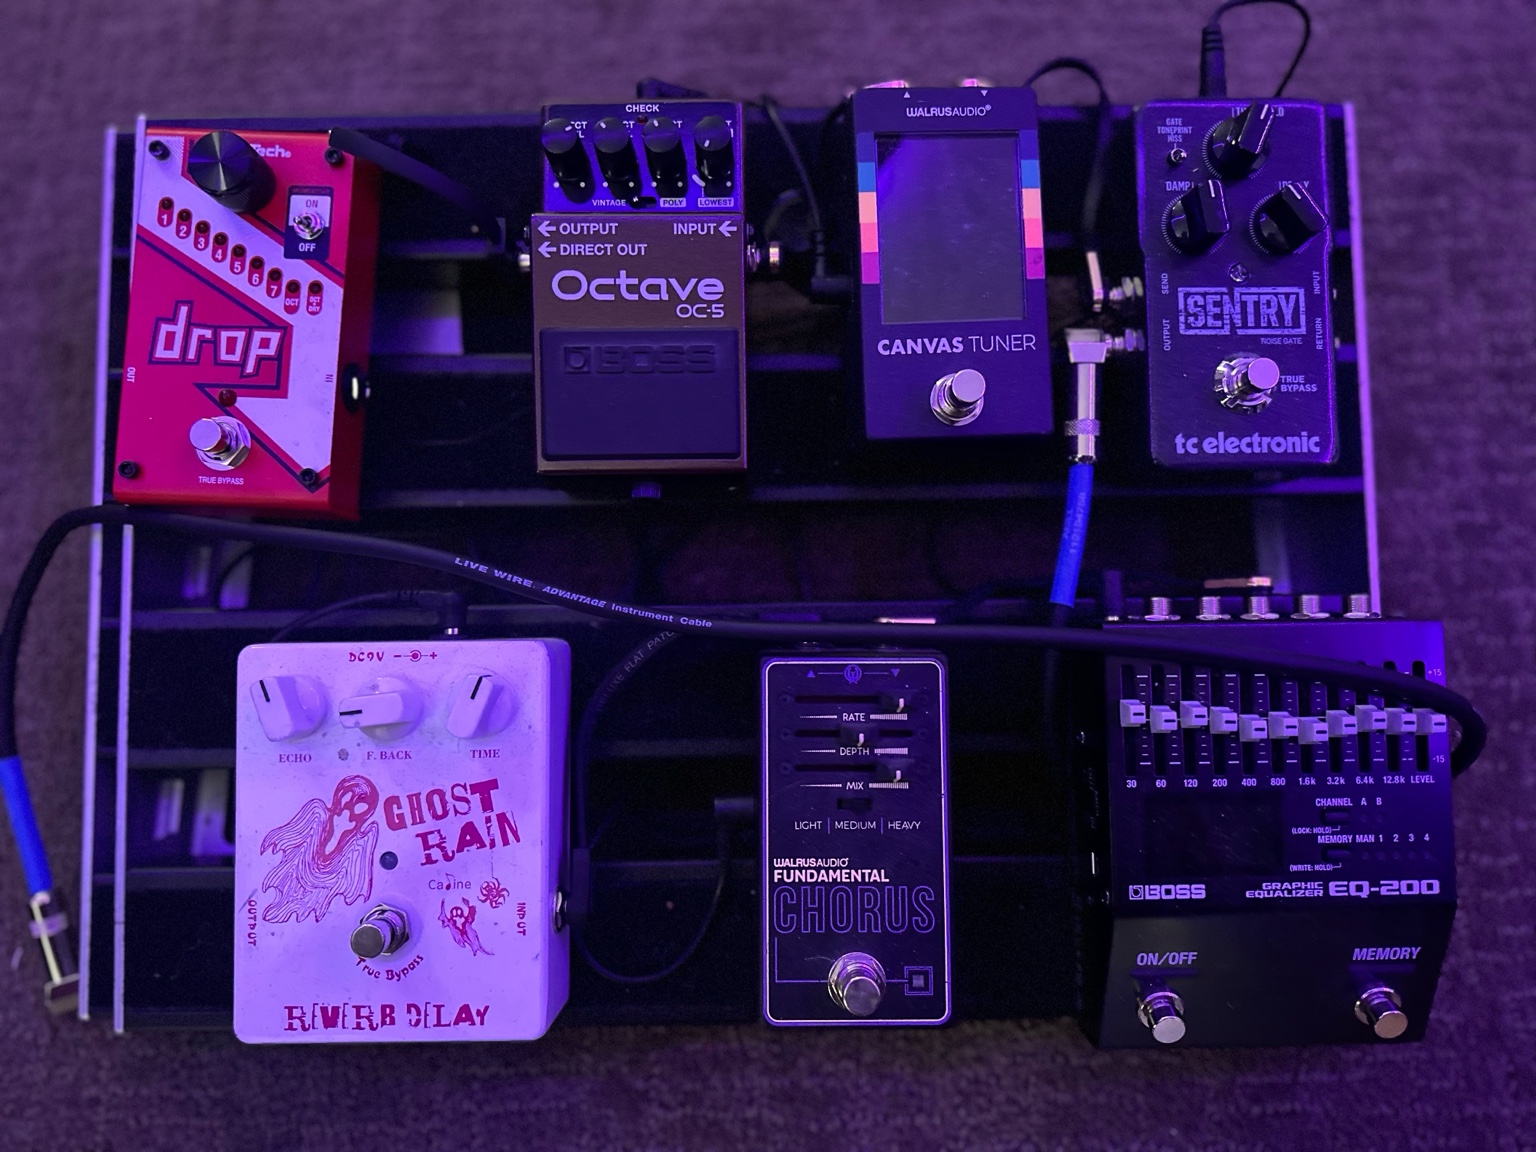 ON
OFF
1
2
3
4
5
6
7
OCT
OCT + DRY
drop
OUT
IN
TRUE BYPASS
CHECK
VINTAGE
POLY
LOWEST
OUTPUT
INPUT
DIRECT OUT
Octave
OC-5
BOSS
WALRUSAUDIO®
CANVAS TUNER
GATE
TONEPRINT
HISS
DAMP
SEND
INPUT
OUTPUT
RETURN
SENTRY
NOISE GATE
TRUE
BYPASS
tc electronic
LIVE WIRE. ADVANTAGE Instrument Cable
DC9V
ECHO
F. BACK
TIME
GHOST
RAIN
Caline
OUTPUT
INPUT
True Bypass
REVERB DELAY
RATE
DEPTH
MIX
LIGHT | MEDIUM | HEAVY
WALRUSAUDIO
FUNDAMENTAL
CHORUS
+15
-15
30 60 120 200 400 800 1.6k 3.2k 6.4k 12.8k LEVEL
CHANNEL A B
(LOCK: HOLD)
MEMORY MAN 1 2 3 4
(WRITE: HOLD)
BOSS
GRAPHIC
EQUALIZER EQ-200
ON/OFF
MEMORY